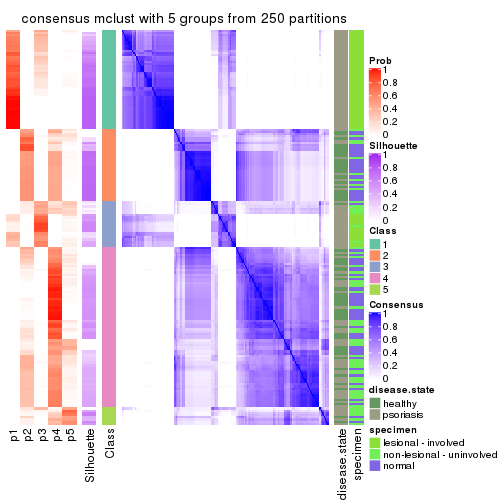 consensus mclust with 5 groups from 250 partitions
Prob
1
0.8
0.6
0.4
0.2
0
Silhouette
1
0.8
0.6
0.4
0.2
0
Class
1
2
3
4
5
Consensus
1
0.8
0.6
0.4
0.2
0
disease.state
healthy
psoriasis
specimen
lesional - involved
non-lesional - uninvolved
normal
p1
p2
p3
p4
p5
Silhouette
Class
disease.state
specimen